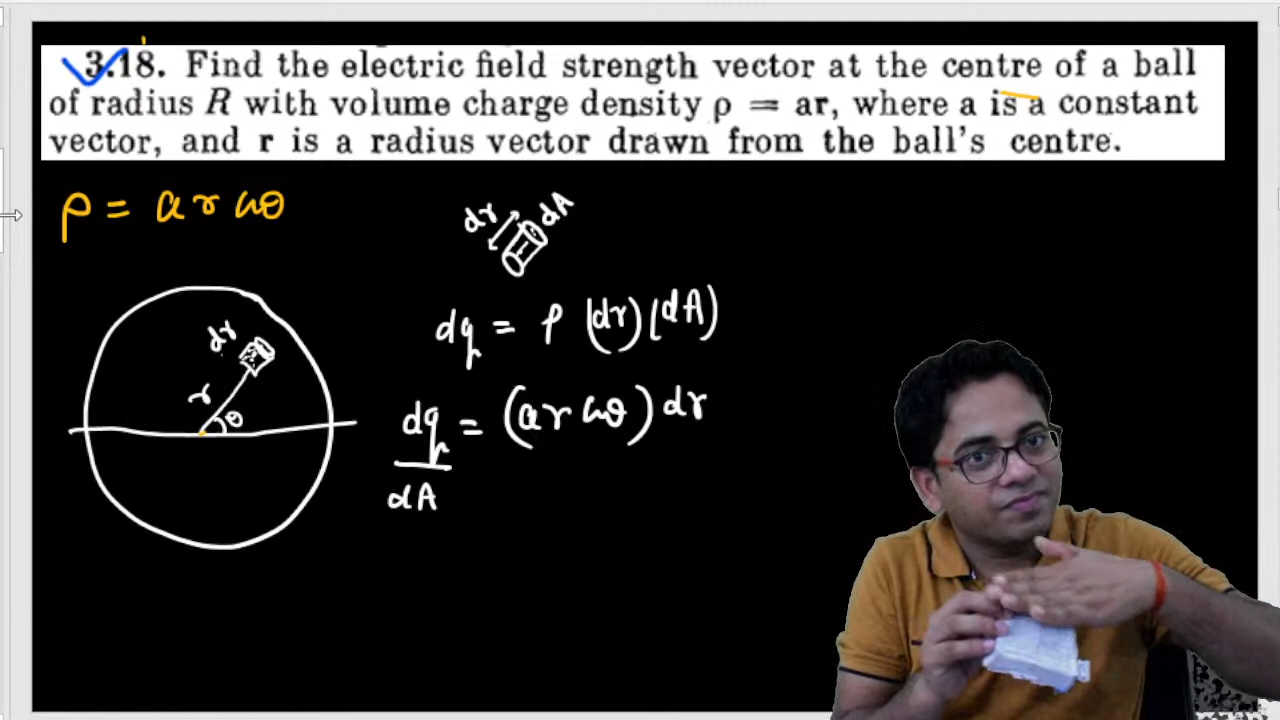 3.18. Find the electric field strength vector at the centre of a ball
of radius R with volume charge density ρ = ar, where a is a constant
vector, and r is a radius vector drawn from the ball's centre.
ρ = a r cosθ
dr dA
dq = ρ (dr) (dA)
dr
r
θ
dq/dA = (a r cosθ) dr